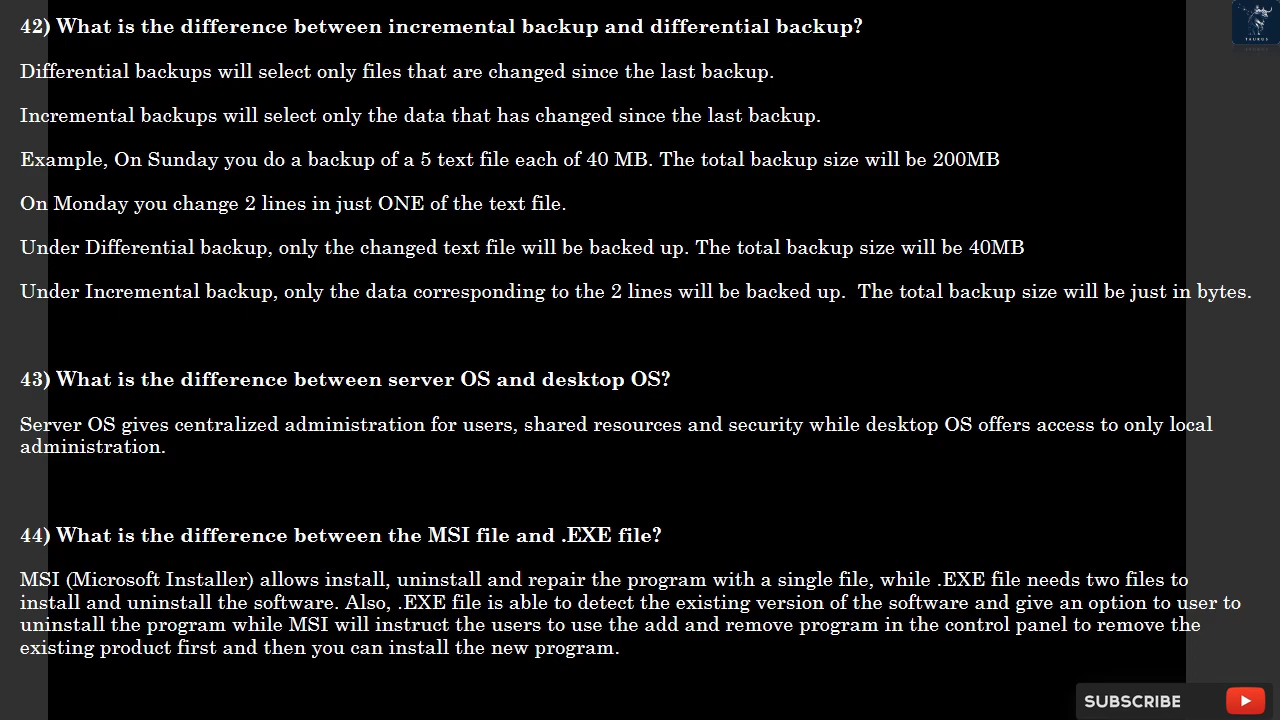 42) What is the difference between incremental backup and differential backup?
Differential backups will select only files that are changed since the last backup.
Incremental backups will select only the data that has changed since the last backup.
Example, On Sunday you do a backup of a 5 text file each of 40 MB. The total backup size will be 200MB
On Monday you change 2 lines in just ONE of the text file.
Under Differential backup, only the changed text file will be backed up. The total backup size will be 40MB
Under Incremental backup, only the data corresponding to the 2 lines will be backed up.  The total backup size will be just in bytes.
43) What is the difference between server OS and desktop OS?
Server OS gives centralized administration for users, shared resources and security while desktop OS offers access to only local
administration.
44) What is the difference between the MSI file and .EXE file?
MSI (Microsoft Installer) allows install, uninstall and repair the program with a single file, while .EXE file needs two files to
install and uninstall the software. Also, .EXE file is able to detect the existing version of the software and give an option to user to
uninstall the program while MSI will instruct the users to use the add and remove program in the control panel to remove the
existing product first and then you can install the new program.
TAURUS
SUBSCRIBE